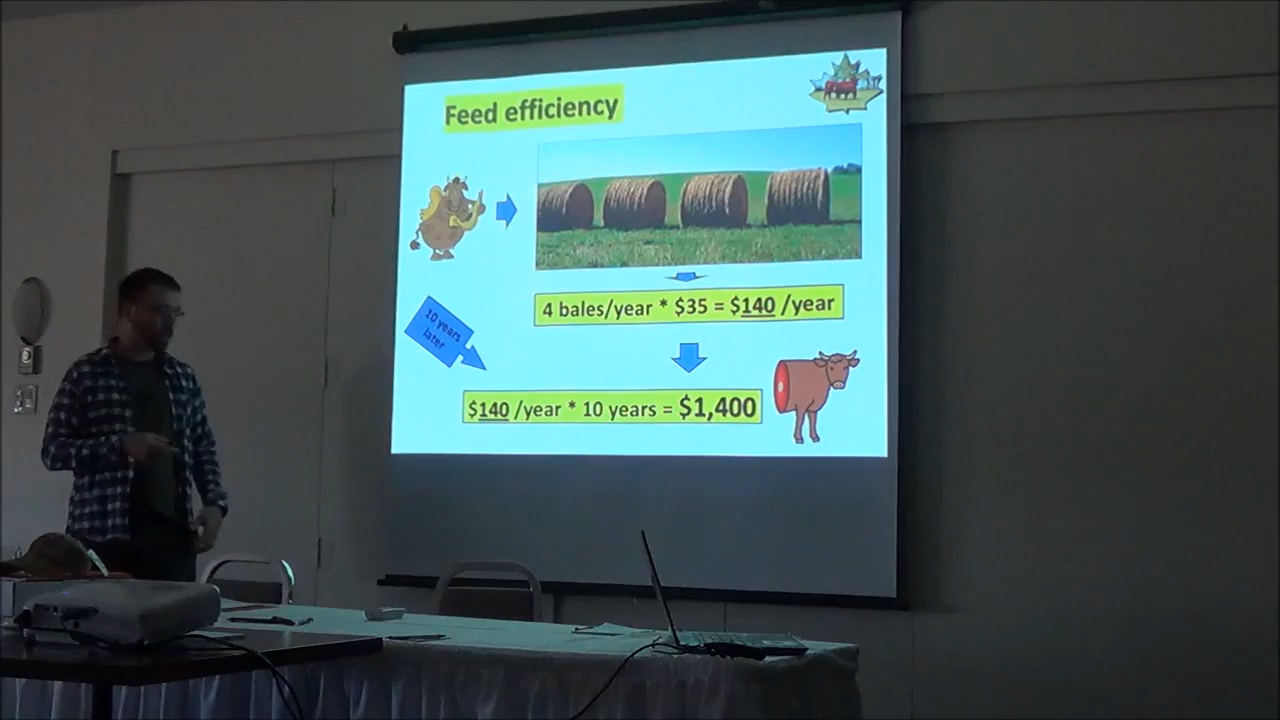 Feed efficiency
4 bales/year * $35 = $140 /year
10 years
later
$140 /year * 10 years = $1,400